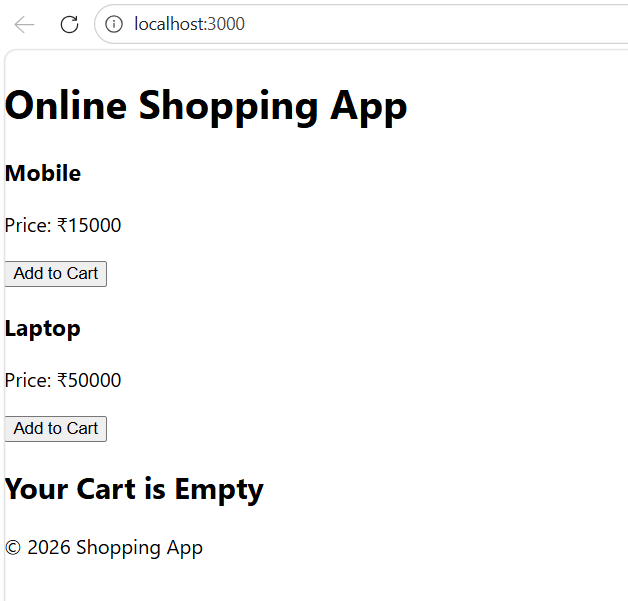 localhost:3000
Online Shopping App
Mobile
Price: ₹15000
Add to Cart
Laptop
Price: ₹50000
Add to Cart
Your Cart is Empty
© 2026 Shopping App